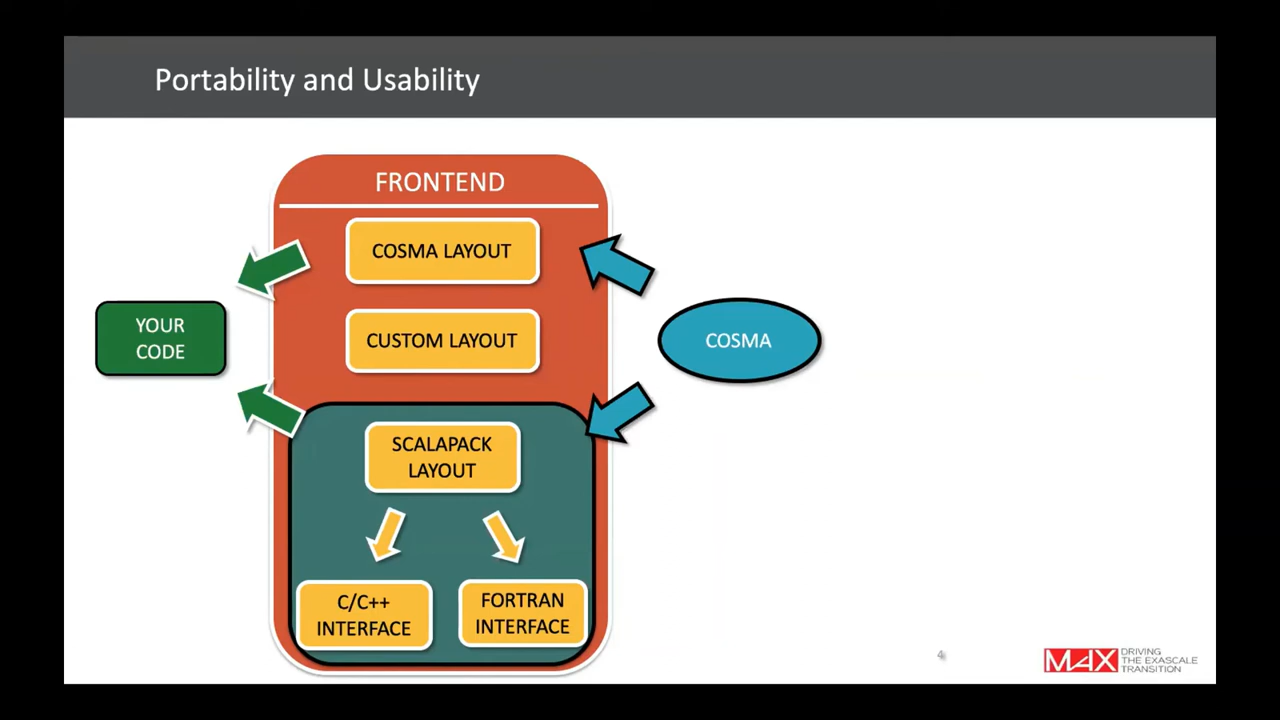 Portability and Usability
FRONTEND
COSMA LAYOUT
CUSTOM LAYOUT
YOUR
CODE
COSMA
SCALAPACK
LAYOUT
C/C++
INTERFACE
FORTRAN
INTERFACE
4
MAX
DRIVING
THE EXASCALE
TRANSITION